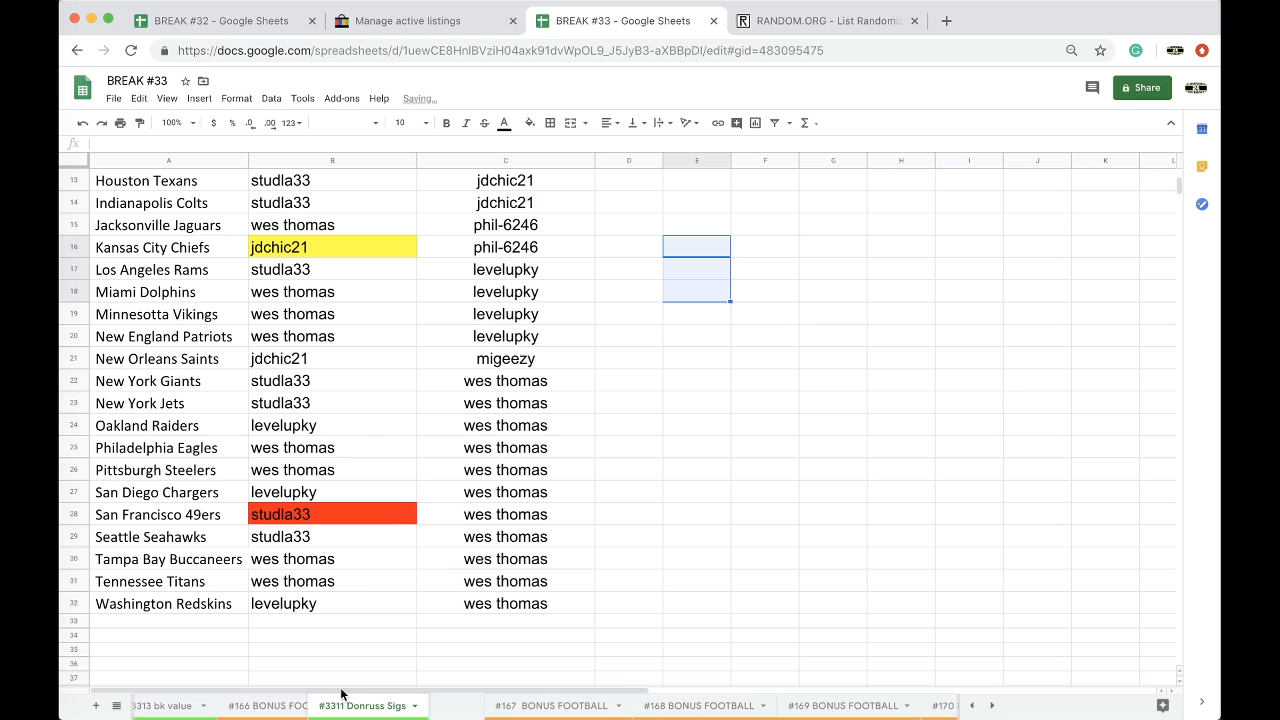 BREAK #32 - Google Sheets
Manage active listings
BREAK #33 - Google Sheets
RANDOM.ORG - List Randomiz
https://docs.google.com/spreadsheets/d/1uewCE8HnIBVziH04axk91dvWpOL9_J5JyB3-aXBBpDI/edit#gid=483095475
BREAK #33
File Edit View Insert Format Data Tools Add-ons Help Saving...
Share
100% $ % .0 .00 123 10 B I S A
fx
A B C D E F G H I J K L
13 Houston Texans studla33 jdchic21
14 Indianapolis Colts studla33 jdchic21
15 Jacksonville Jaguars wes thomas phil-6246
16 Kansas City Chiefs jdchic21 phil-6246
17 Los Angeles Rams studla33 levelupky
18 Miami Dolphins wes thomas levelupky
19 Minnesotta Vikings wes thomas levelupky
20 New England Patriots wes thomas levelupky
21 New Orleans Saints jdchic21 migeezy
22 New York Giants studla33 wes thomas
23 New York Jets studla33 wes thomas
24 Oakland Raiders levelupky wes thomas
25 Philadelphia Eagles wes thomas wes thomas
26 Pittsburgh Steelers wes thomas wes thomas
27 San Diego Chargers levelupky wes thomas
28 San Francisco 49ers studla33 wes thomas
29 Seattle Seahawks studla33 wes thomas
30 Tampa Bay Buccaneers wes thomas wes thomas
31 Tennessee Titans wes thomas wes thomas
32 Washington Redskins levelupky wes thomas
33
34
35
36
37
3313 bk value #166 BONUS FOO #3311 Donruss Sigs #167 BONUS FOOTBALL #168 BONUS FOOTBALL #169 BONUS FOOTBALL #170